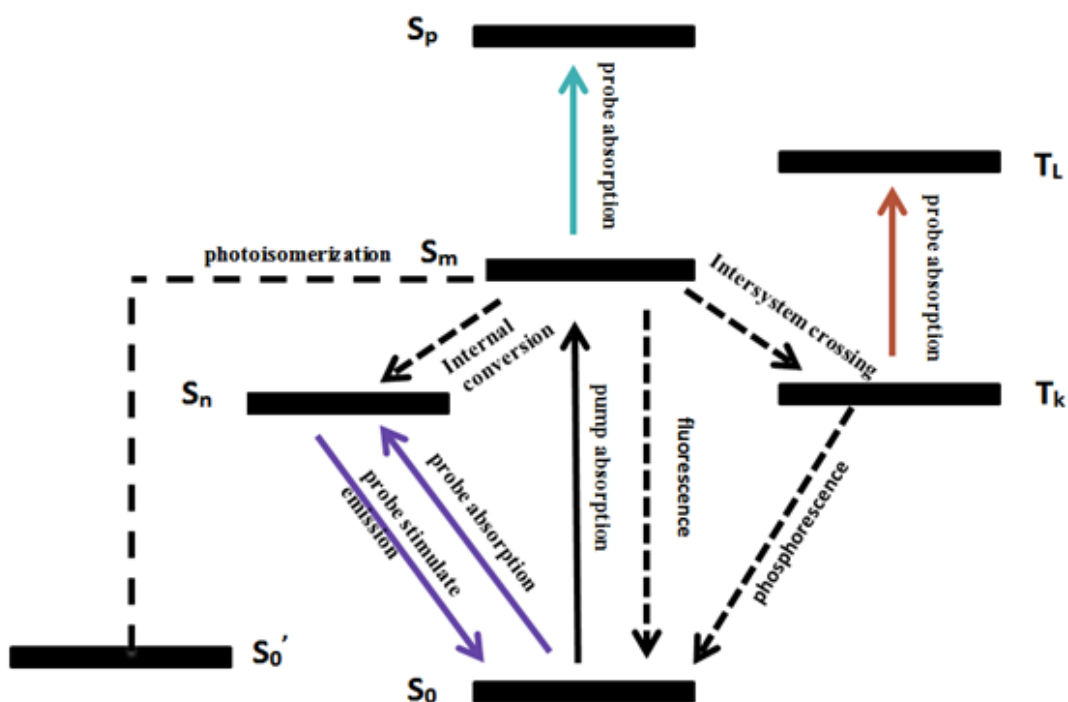 Sp
probe absorption
TL
photoisomerization
Sm
Intersystem crossing
probe absorption
Internal
conversion
Sn
Tk
pump absorption
fluorescence
probe absorption
probe stimulate
emission
phosphorescence
S0′
S0